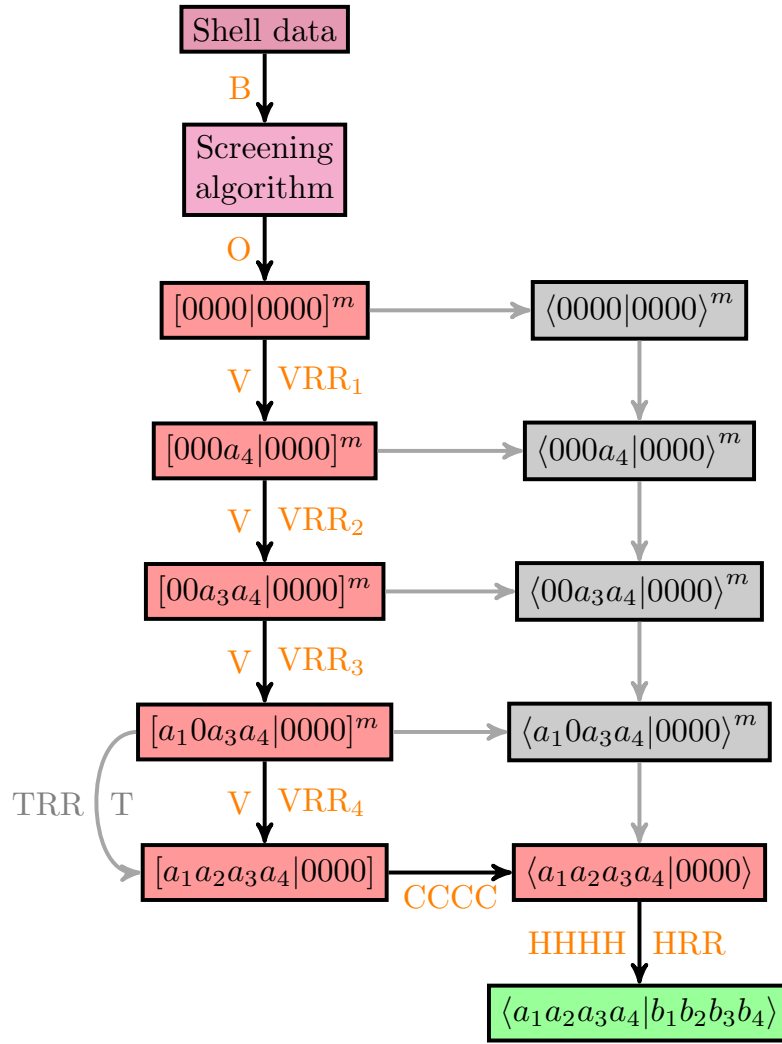 Shell data
B
Screening
algorithm
O
[0000|0000]ᵐ
⟨0000|0000⟩ᵐ
V VRR₁
[000a₄|0000]ᵐ
⟨000a₄|0000⟩ᵐ
V VRR₂
[00a₃a₄|0000]ᵐ
⟨00a₃a₄|0000⟩ᵐ
V VRR₃
[a₁0a₃a₄|0000]ᵐ
⟨a₁0a₃a₄|0000⟩ᵐ
TRR T
V VRR₄
[a₁a₂a₃a₄|0000]
CCCC
⟨a₁a₂a₃a₄|0000⟩
HHHH HRR
⟨a₁a₂a₃a₄|b₁b₂b₃b₄⟩